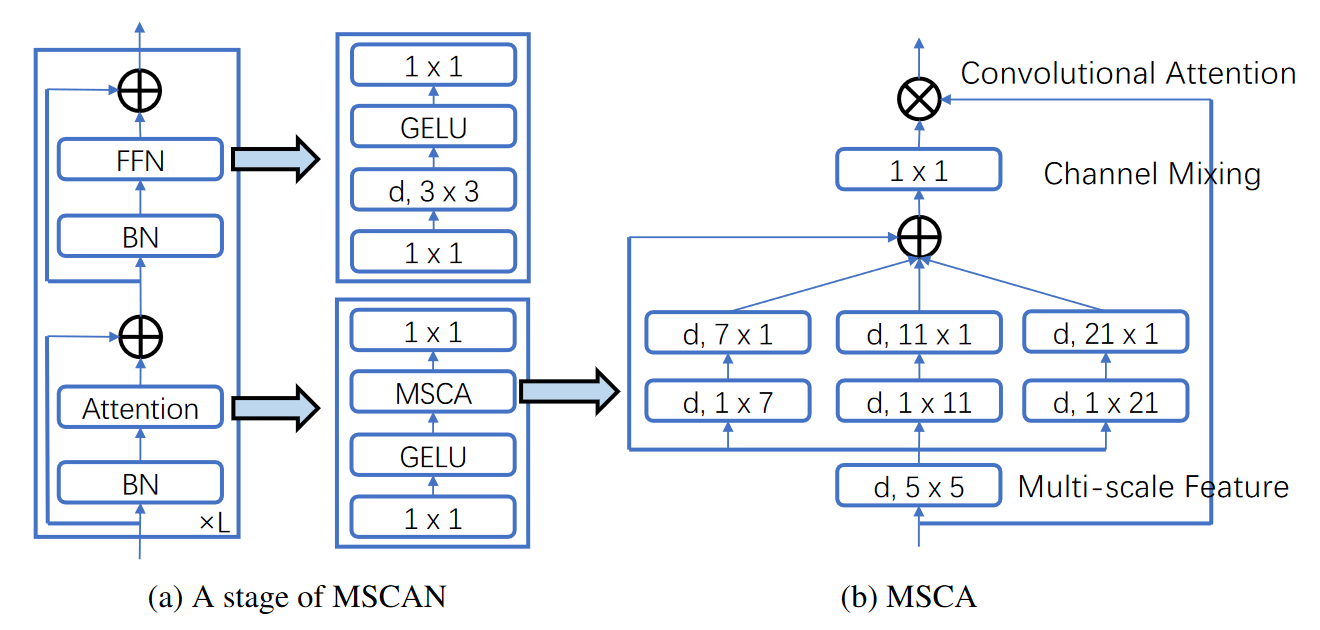 FFN
BN
Attention
BN
×L
1 x 1
GELU
d, 3 x 3
1 x 1
1 x 1
MSCA
GELU
1 x 1
(a) A stage of MSCAN
Convolutional Attention
1 x 1
Channel Mixing
d, 7 x 1
d, 11 x 1
d, 21 x 1
d, 1 x 7
d, 1 x 11
d, 1 x 21
d, 5 x 5
Multi-scale Feature
(b) MSCA